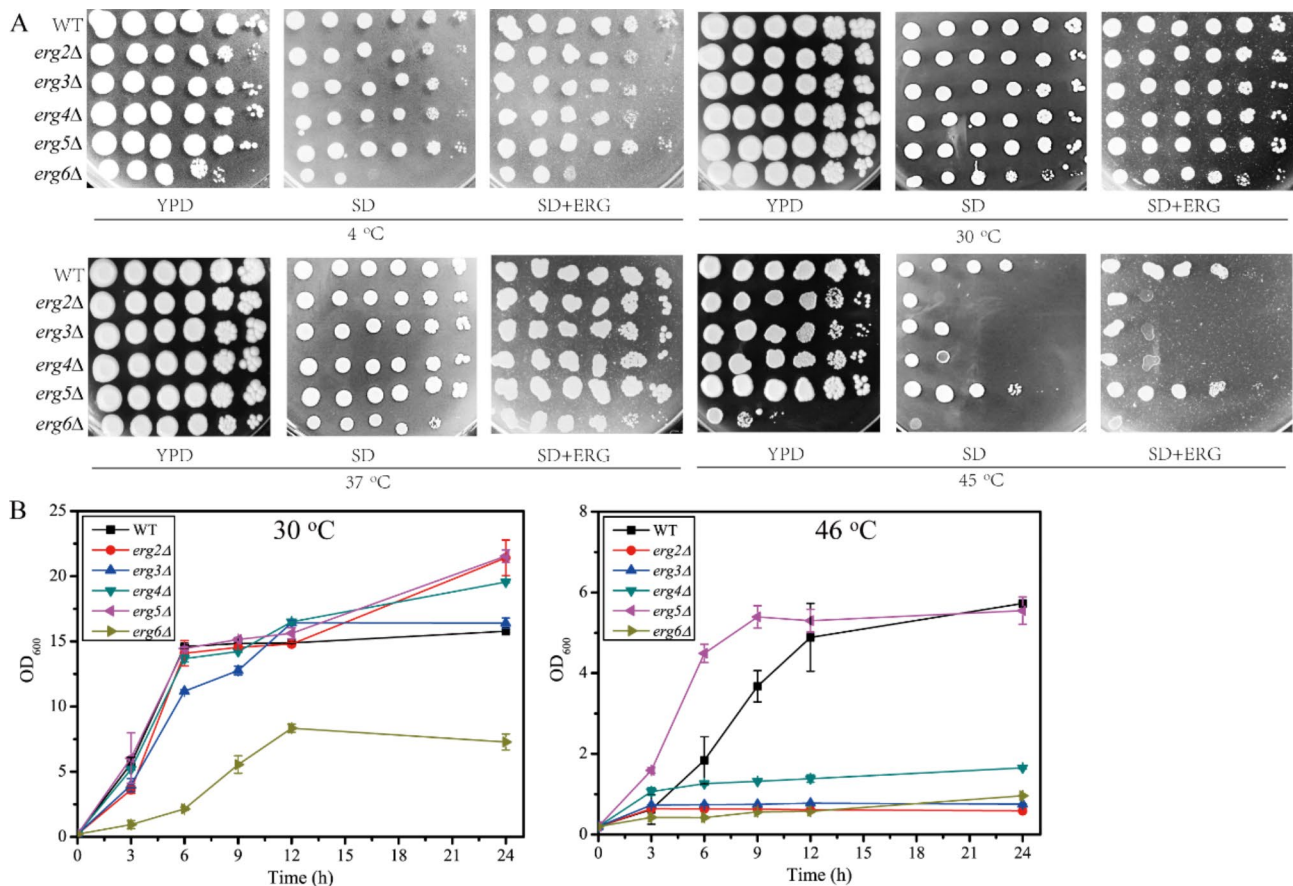 A
WT
erg2Δ
erg3Δ
erg4Δ
erg5Δ
erg6Δ
YPD SD SD+ERG YPD SD SD+ERG
4 °C 30 °C
WT
erg2Δ
erg3Δ
erg4Δ
erg5Δ
erg6Δ
YPD SD SD+ERG YPD SD SD+ERG
37 °C 45 °C
B
30 °C
WT
erg2Δ
erg3Δ
erg4Δ
erg5Δ
erg6Δ
OD600
25
20
15
10
5
0
0 3 6 9 12 15 18 21 24
Time (h)
46 °C
WT
erg2Δ
erg3Δ
erg4Δ
erg5Δ
erg6Δ
OD600
8
6
4
2
0
0 3 6 9 12 15 18 21 24
Time (h)